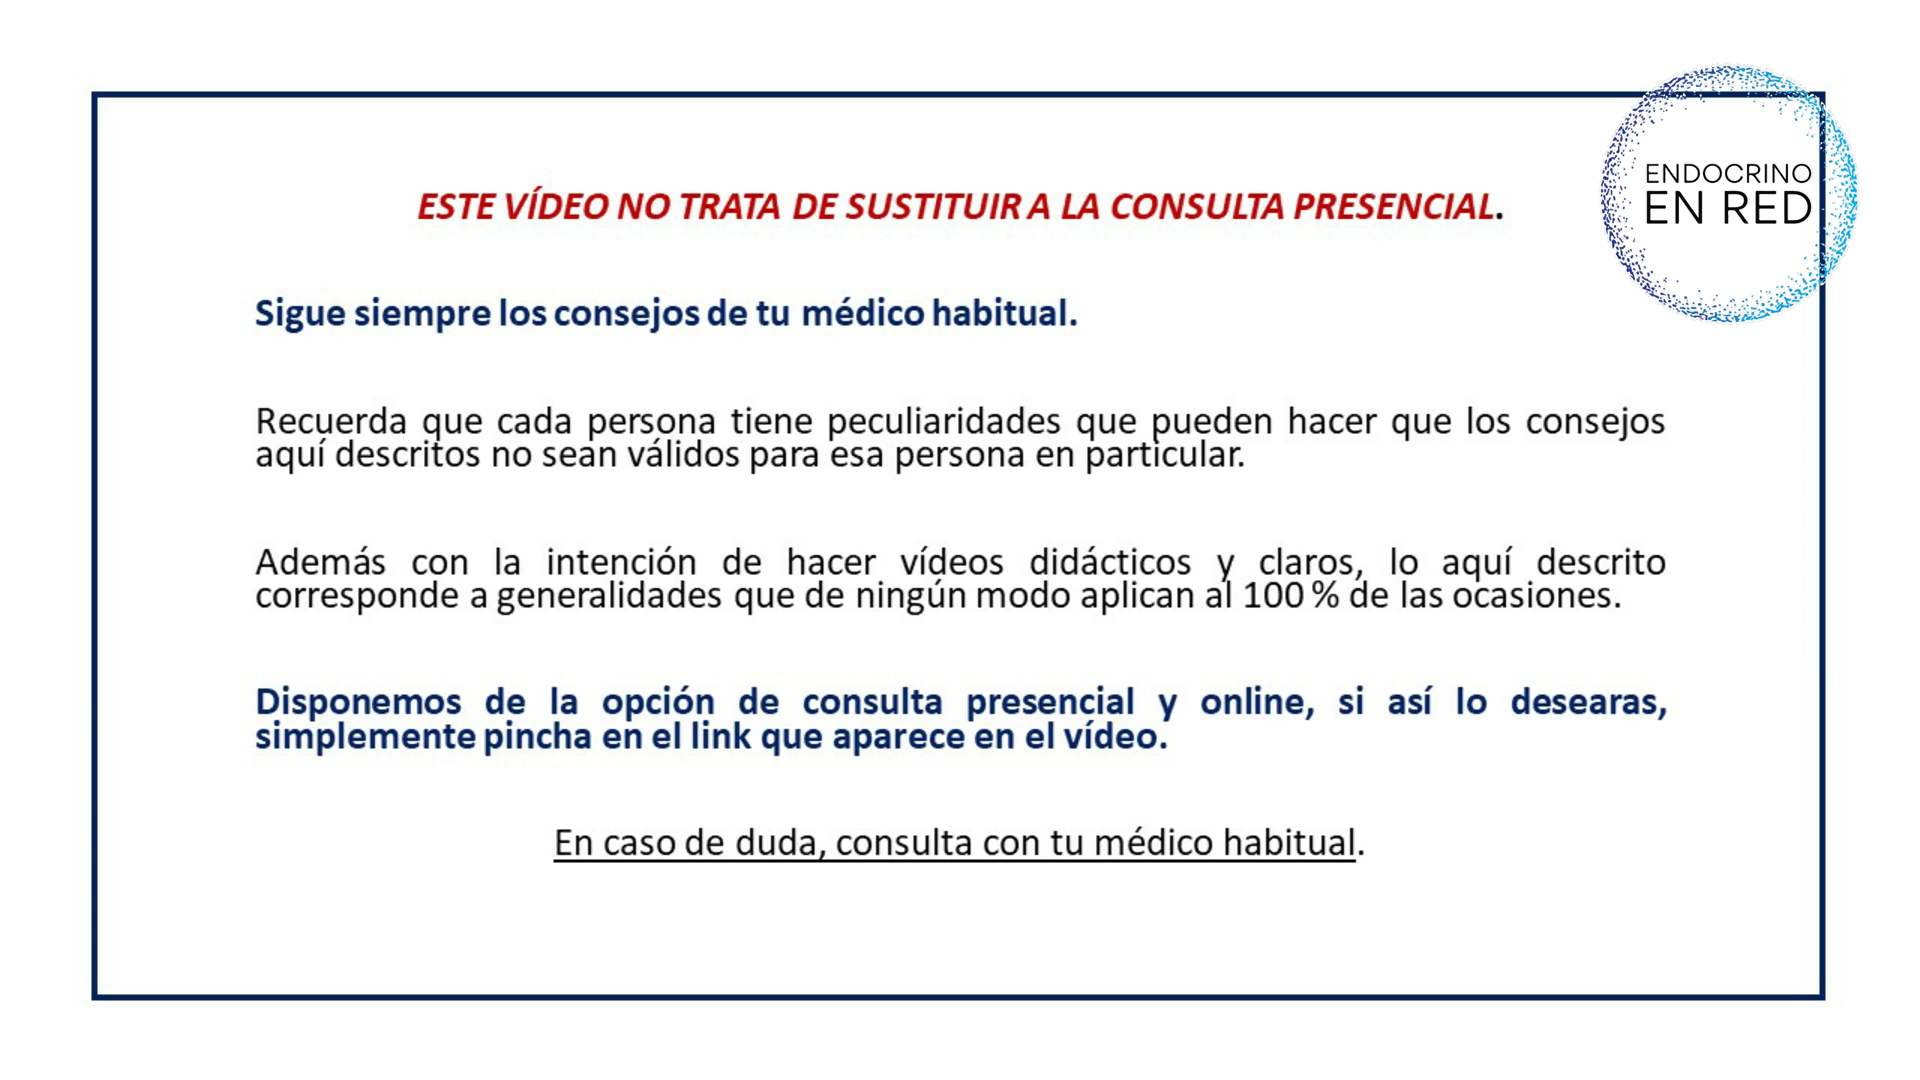 ENDOCRINO
EN RED
ESTE VÍDEO NO TRATA DE SUSTITUIR A LA CONSULTA PRESENCIAL.
Sigue siempre los consejos de tu médico habitual.
Recuerda que cada persona tiene peculiaridades que pueden hacer que los consejos
aquí descritos no sean válidos para esa persona en particular.
Además con la intención de hacer vídeos didácticos y claros, lo aquí descrito
corresponde a generalidades que de ningún modo aplican al 100 % de las ocasiones.
Disponemos de la opción de consulta presencial y online, si así lo desearas,
simplemente pincha en el link que aparece en el vídeo.
En caso de duda, consulta con tu médico habitual.